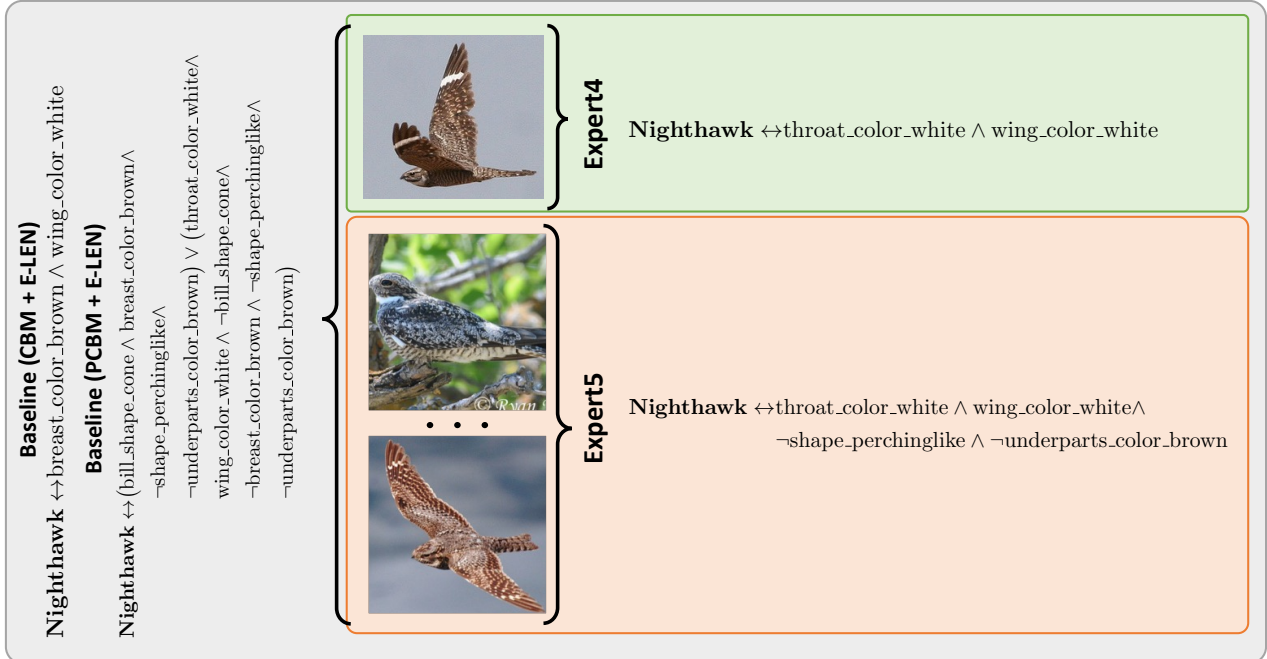 Baseline (CBM + E-LEN)
Nighthawk ↔breast_color_brown ∧ wing_color_white
Baseline (PCBM + E-LEN)
Nighthawk ↔(bill_shape_cone ∧ breast_color_brown∧
¬shape_perchinglike∧
¬underparts_color_brown) ∨ (throat_color_white∧
wing_color_white ∧ ¬bill_shape_cone∧
¬breast_color_brown ∧ ¬shape_perchinglike∧
¬underparts_color_brown)
Expert4
Nighthawk ↔throat_color_white ∧ wing_color_white
© Ryan
Expert5
Nighthawk ↔throat_color_white ∧ wing_color_white∧
¬shape_perchinglike ∧ ¬underparts_color_brown